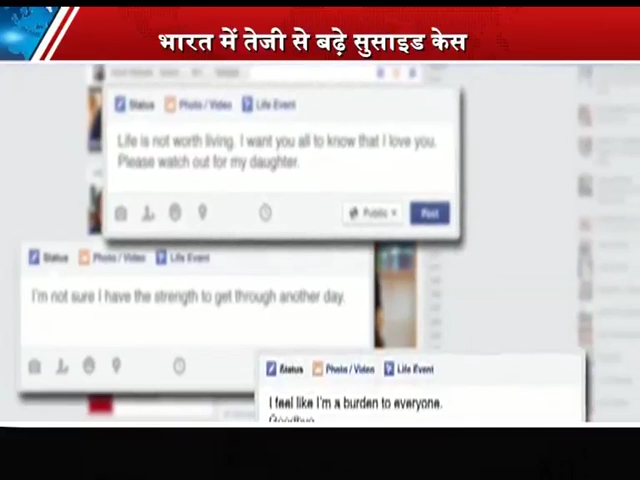 भारत में तेजी से बढ़े सुसाइड केस
Status Photo / Video Life Event
Life is not worth living. I want you all to know that I love you.
Please watch out for my daughter.
Public Post
Status Photo / Video Life Event
I'm not sure I have the strength to get through another day.
Status Photo / Video Life Event
I feel like I'm a burden to everyone.
Goodbye